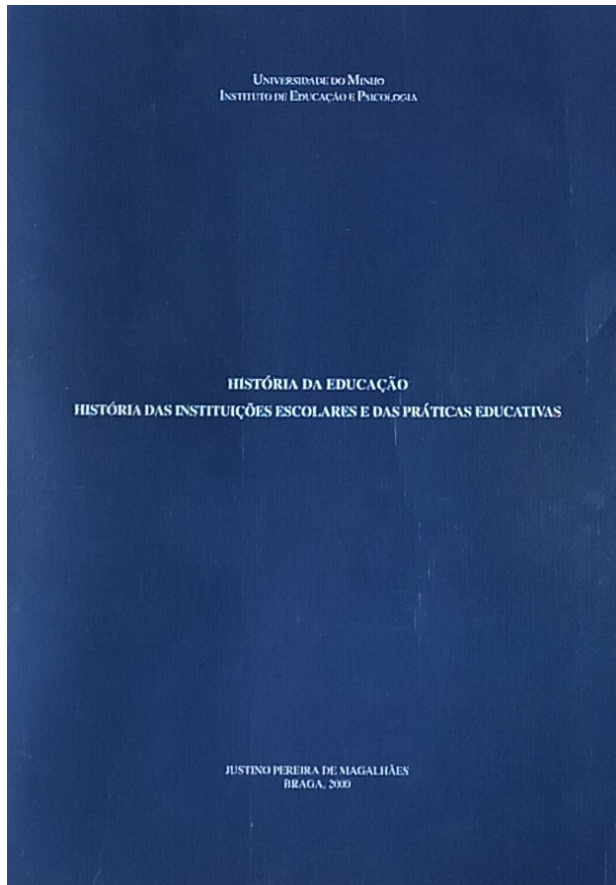 UNIVERSIDADE DO MINHO
INSTITUTO DE EDUCAÇÃO E PSICOLOGIA
HISTÓRIA DA EDUCAÇÃO
HISTÓRIA DAS INSTITUIÇÕES ESCOLARES E DAS PRÁTICAS EDUCATIVAS
JUSTINO PEREIRA DE MAGALHÃES
BRAGA, 2000